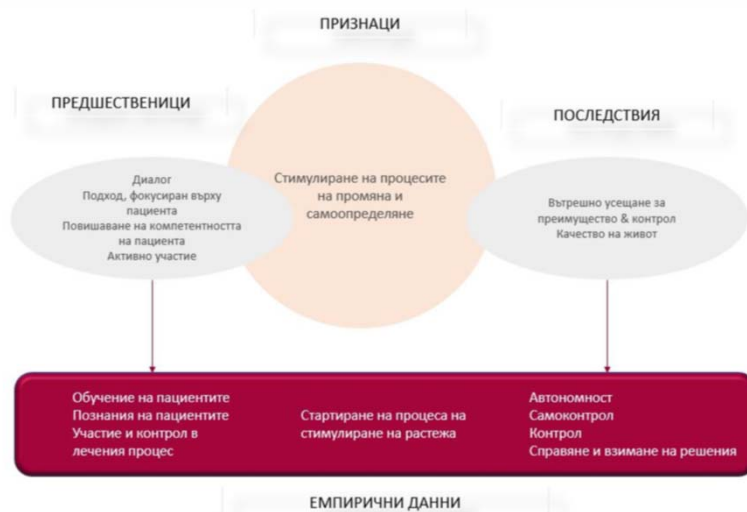 ПРИЗНАЦИ
ПРЕДШЕСТВЕНИЦИ
ПОСЛЕДСТВИЯ
Диалог
Подход, фокусиран върху
пациента
Повишаване на компетентността
на пациента
Активно участие
Стимулиране на процесите
на промяна и
самоопределяне
Вътрешно усещане за
преимущество & контрол
Качество на живот
Обучение на пациентите
Познания на пациентите
Участие и контрол в
лечения процес
Стартиране на процеса на
стимулиране на растежа
Автономност
Самоконтрол
Контрол
Справяне и взимане на решения
ЕМПИРИЧНИ ДАННИ